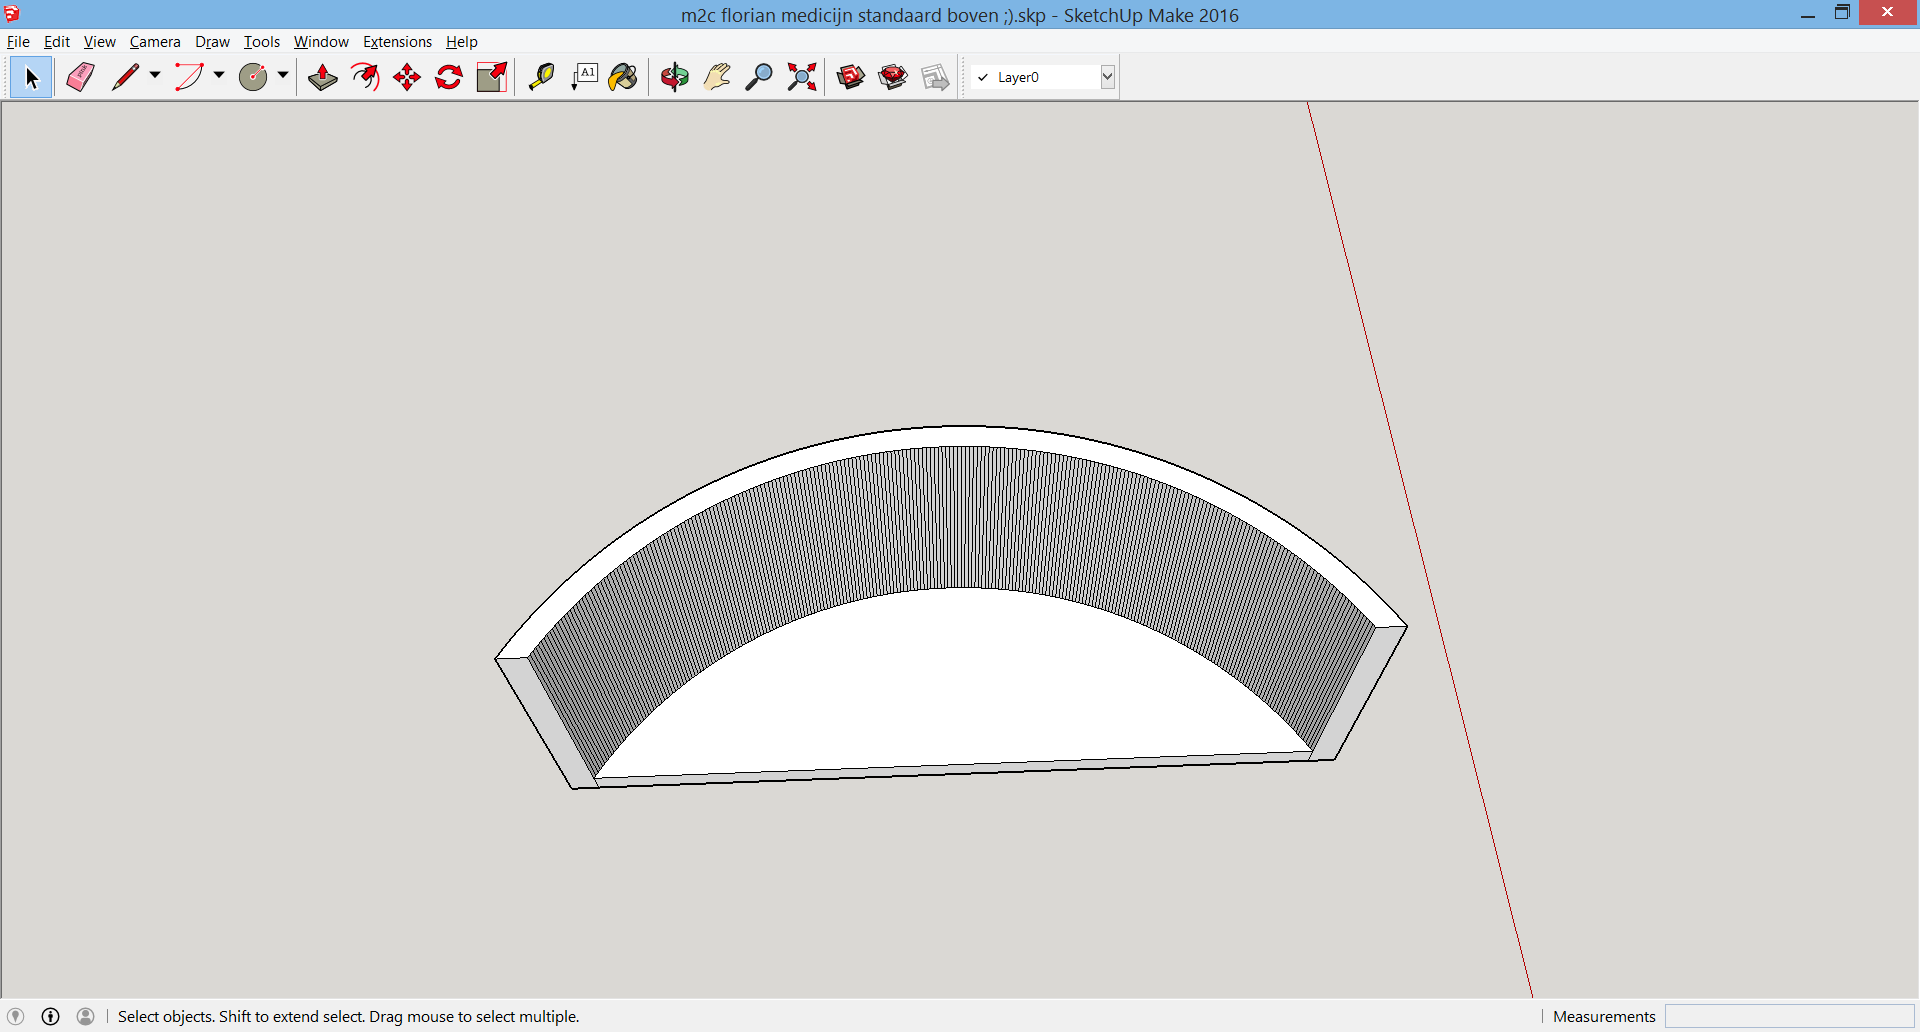 m2c florian medicijn standaard boven ;).skp - SketchUp Make 2016
File Edit View Camera Draw Tools Window Extensions Help
A1
Layer0
Select objects. Shift to extend select. Drag mouse to select multiple.
Measurements